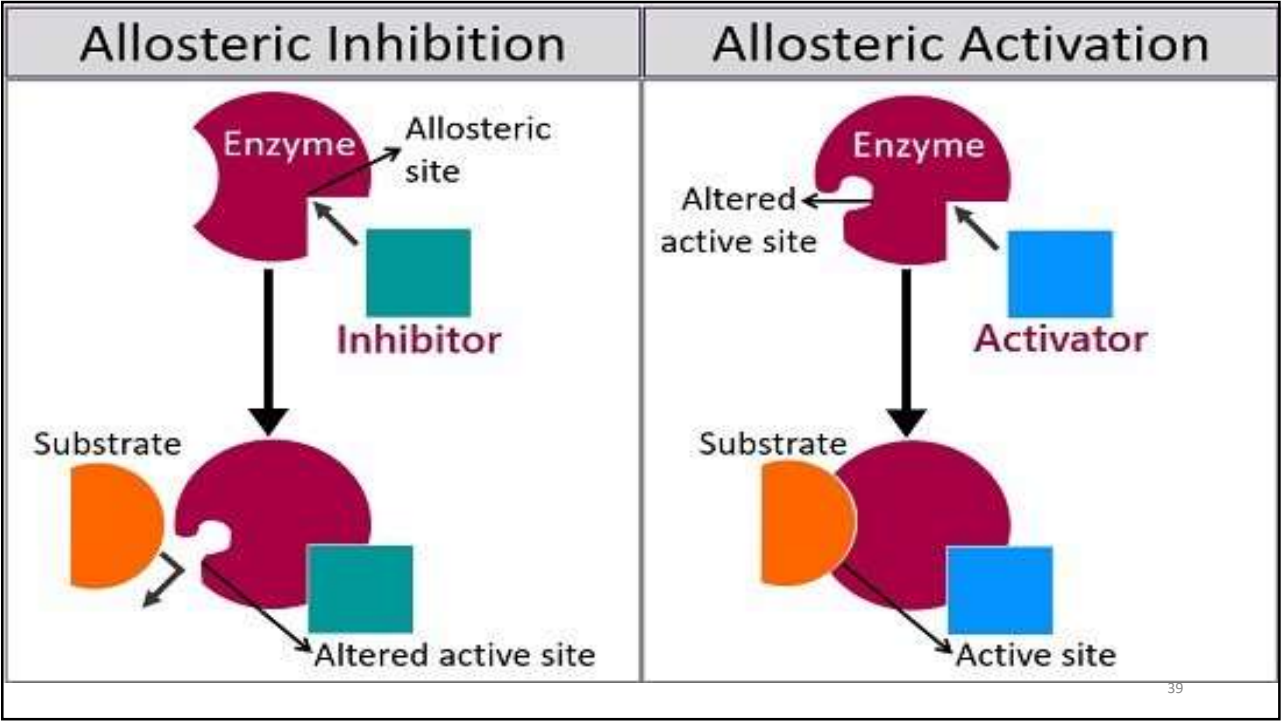 Allosteric Inhibition
Enzyme
Allosteric
site
Inhibitor
Substrate
Altered active site
Allosteric Activation
Enzyme
Altered
active site
Activator
Substrate
Active site
39